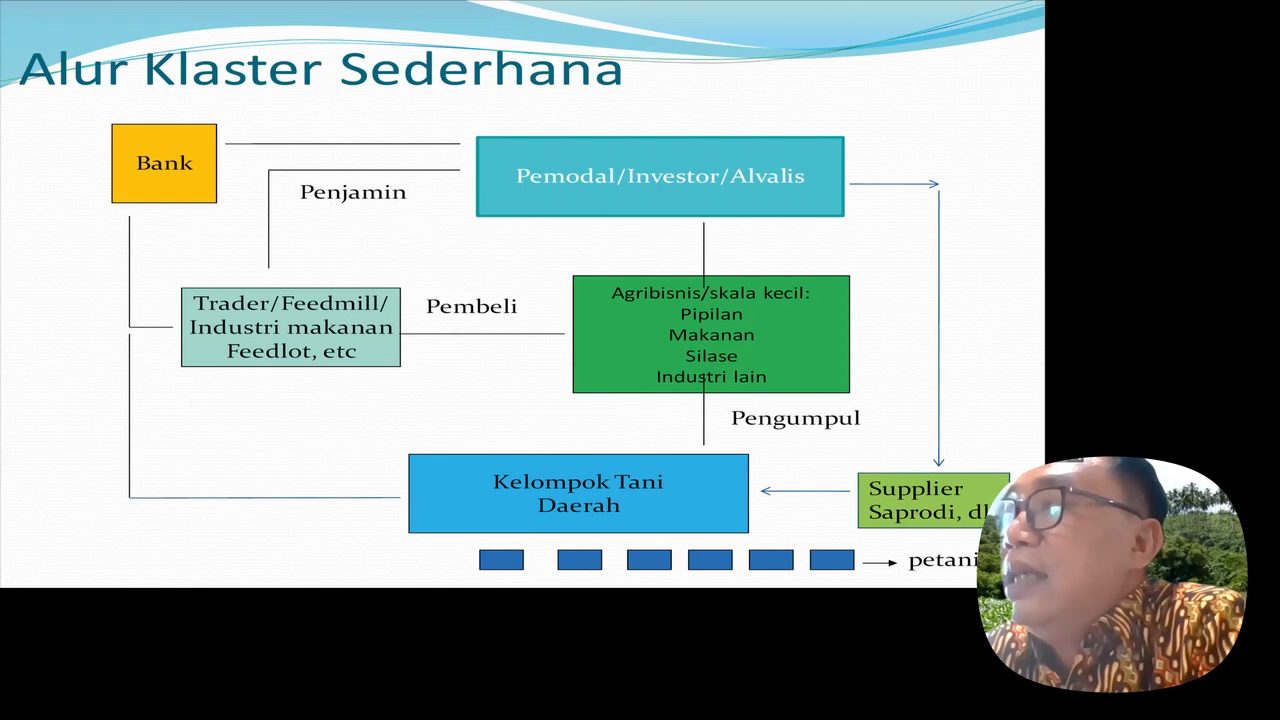 Alur Klaster Sederhana
Bank
Pemodal/Investor/Alvalis
Penjamin
Trader/Feedmill/
Industri makanan
Feedlot, etc
Pembeli
Agribisnis/skala kecil:
Pipilan
Makanan
Silase
Industri lain
Pengumpul
Kelompok Tani
Daerah
Supplier
Saprodi,
petani